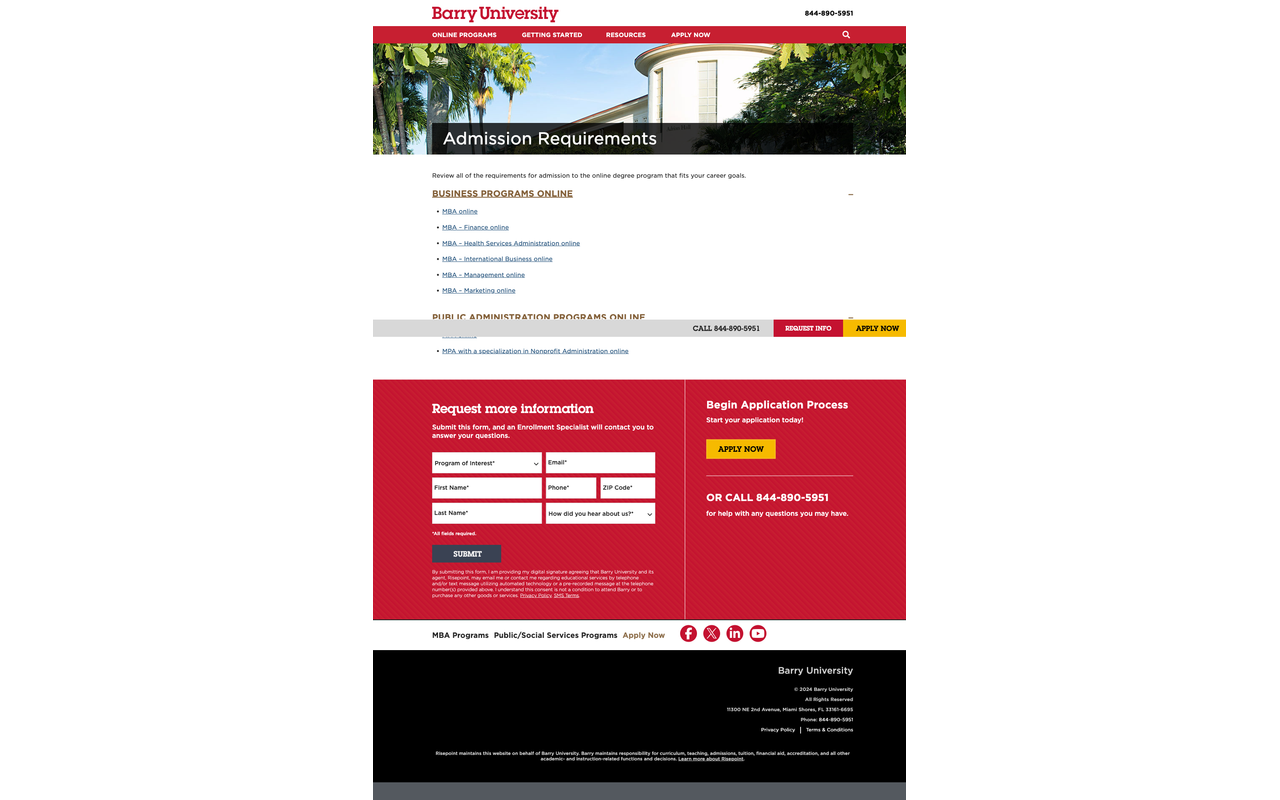 Barry University
844-890-5951
ONLINE PROGRAMS GETTING STARTED RESOURCES APPLY NOW
Admission Requirements
Review all of the requirements for admission to the online degree program that fits your career goals.
BUSINESS PROGRAMS ONLINE
• MBA online
• MBA – Finance online
• MBA – Health Services Administration online
• MBA – International Business online
• MBA – Management online
• MBA – Marketing online
PUBLIC ADMINISTRATION PROGRAMS ONLINE
CALL 844-890-5951 REQUEST INFO APPLY NOW
• MPA with a specialization in Nonprofit Administration online
Request more information
Submit this form, and an Enrollment Specialist will contact you to
answer your questions.
Program of Interest* Email*
First Name* Phone* ZIP Code*
Last Name* How did you hear about us?*
*All fields required.
SUBMIT
By submitting this form, I am providing my digital signature agreeing that Barry University and its
agent, Risepoint, may email me or contact me regarding educational services by telephone
and/or text message utilizing automated technology or a pre-recorded message at the telephone
number(s) provided above. I understand this consent is not a condition to attend Barry or to
purchase any other goods or services. Privacy Policy. SMS Terms.
Begin Application Process
Start your application today!
APPLY NOW
OR CALL 844-890-5951
for help with any questions you may have.
MBA Programs Public/Social Services Programs Apply Now
Barry University
© 2024 Barry University
All Rights Reserved
11300 NE 2nd Avenue, Miami Shores, FL 33161-6695
Phone: 844-890-5951
Privacy Policy | Terms & Conditions
Risepoint maintains this website on behalf of Barry University. Barry maintains responsibility for curriculum, teaching, admissions, tuition, financial aid, accreditation, and all other
academic- and instruction-related functions and decisions. Learn more about Risepoint.